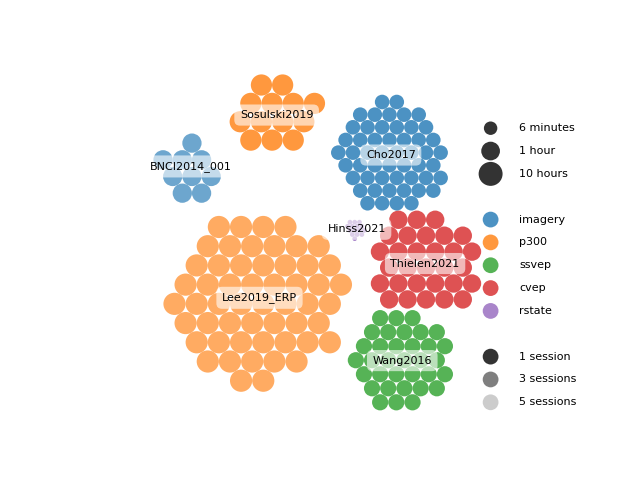 Sosulski2019
Cho2017
BNCI2014_001
Hinss2021
Thielen2021
Lee2019_ERP
Wang2016
6 minutes
1 hour
10 hours
imagery
p300
ssvep
cvep
rstate
1 session
3 sessions
5 sessions